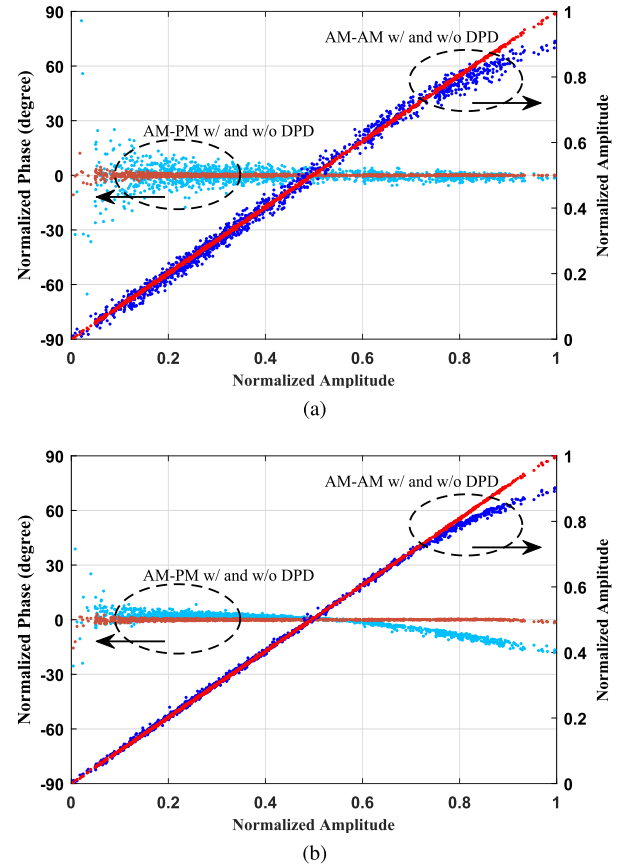 90
60
30
0
-30
-60
-90
Normalized Phase (degree)
AM-AM w/ and w/o DPD
AM-PM w/ and w/o DPD
1
0.8
0.6
0.4
0.2
0
Normalized Amplitude
0 0.2 0.4 0.6 0.8 1
Normalized Amplitude
(a)
90
60
30
0
-30
-60
-90
Normalized Phase (degree)
AM-AM w/ and w/o DPD
AM-PM w/ and w/o DPD
1
0.8
0.6
0.4
0.2
0
Normalized Amplitude
0 0.2 0.4 0.6 0.8 1
Normalized Amplitude
(b)